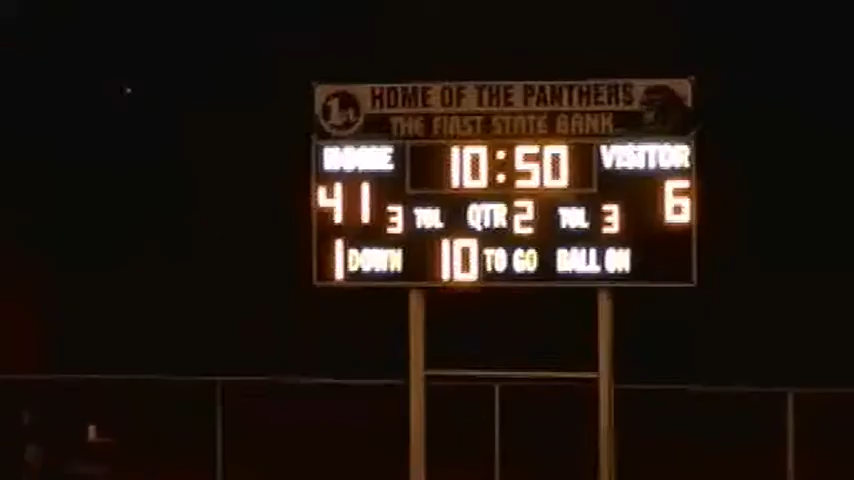 1st HOME OF THE PANTHERS
THE FIRST STATE BANK
HOME 10:50 VISITOR
41 3 TOL QTR 2 TOL 3 6
1 DOWN 10 TO GO BALL ON